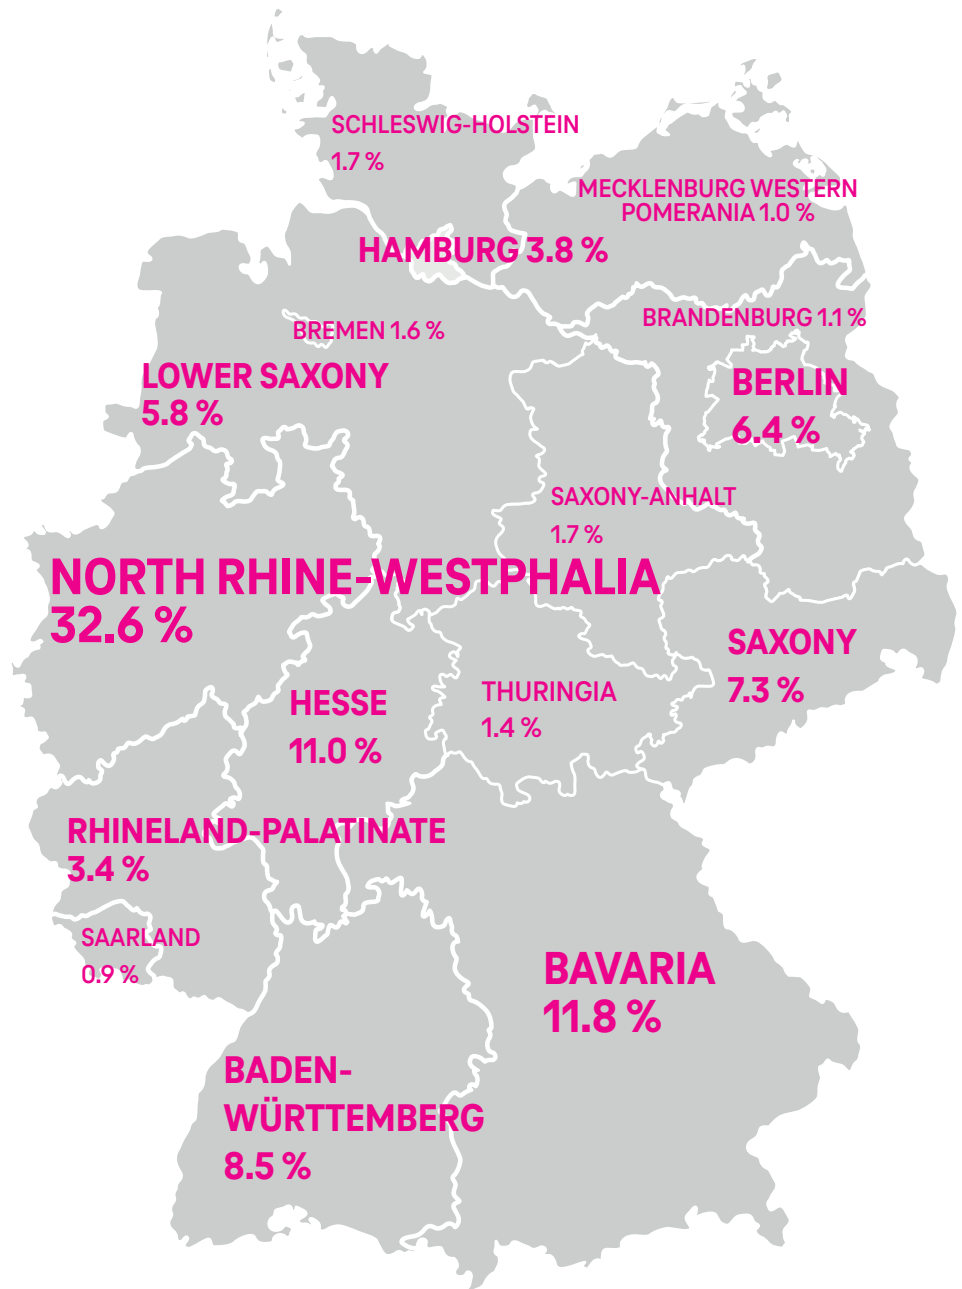 SCHLESWIG-HOLSTEIN
1.7 %
MECKLENBURG WESTERN
POMERANIA 1.0 %
HAMBURG 3.8 %
BREMEN 1.6 %
BRANDENBURG 1.1 %
LOWER SAXONY
5.8 %
BERLIN
6.4 %
SAXONY-ANHALT
1.7 %
NORTH RHINE-WESTPHALIA
32.6 %
SAXONY
7.3 %
HESSE
11.0 %
THURINGIA
1.4 %
RHINELAND-PALATINATE
3.4 %
SAARLAND
0.9 %
BAVARIA
11.8 %
BADEN-
WÜRTTEMBERG
8.5 %